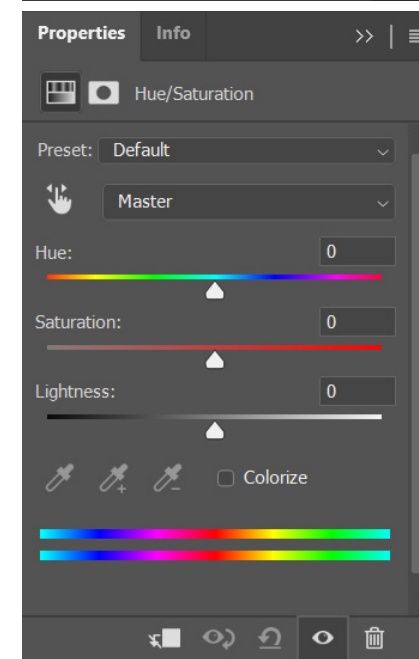 Properties Info
Hue/Saturation
Preset: Default
Master
Hue: 0
Saturation: 0
Lightness: 0
Colorize